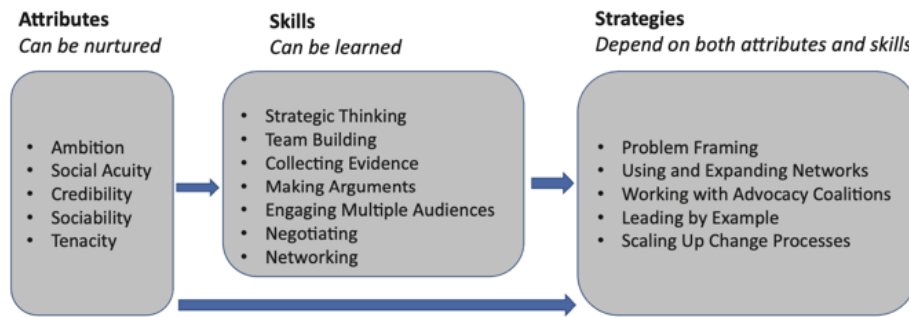 Attributes
Can be nurtured
Skills
Can be learned
Strategies
Depend on both attributes and skills
• Ambition
• Social Acuity
• Credibility
• Sociability
• Tenacity
• Strategic Thinking
• Team Building
• Collecting Evidence
• Making Arguments
• Engaging Multiple Audiences
• Negotiating
• Networking
• Problem Framing
• Using and Expanding Networks
• Working with Advocacy Coalitions
• Leading by Example
• Scaling Up Change Processes